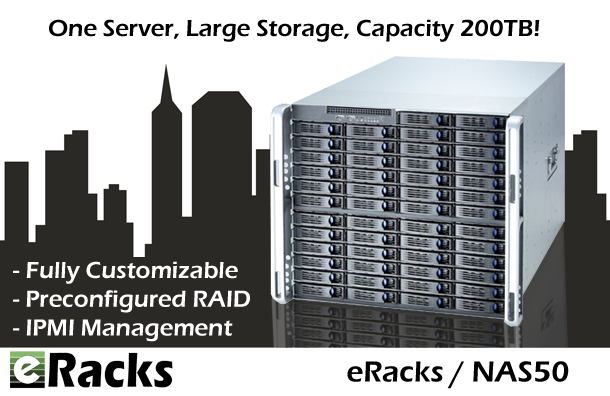 One Server, Large Storage, Capacity 200TB!
- Fully Customizable
- Preconfigured RAID
- IPMI Management
eRacks
eRacks / NAS50